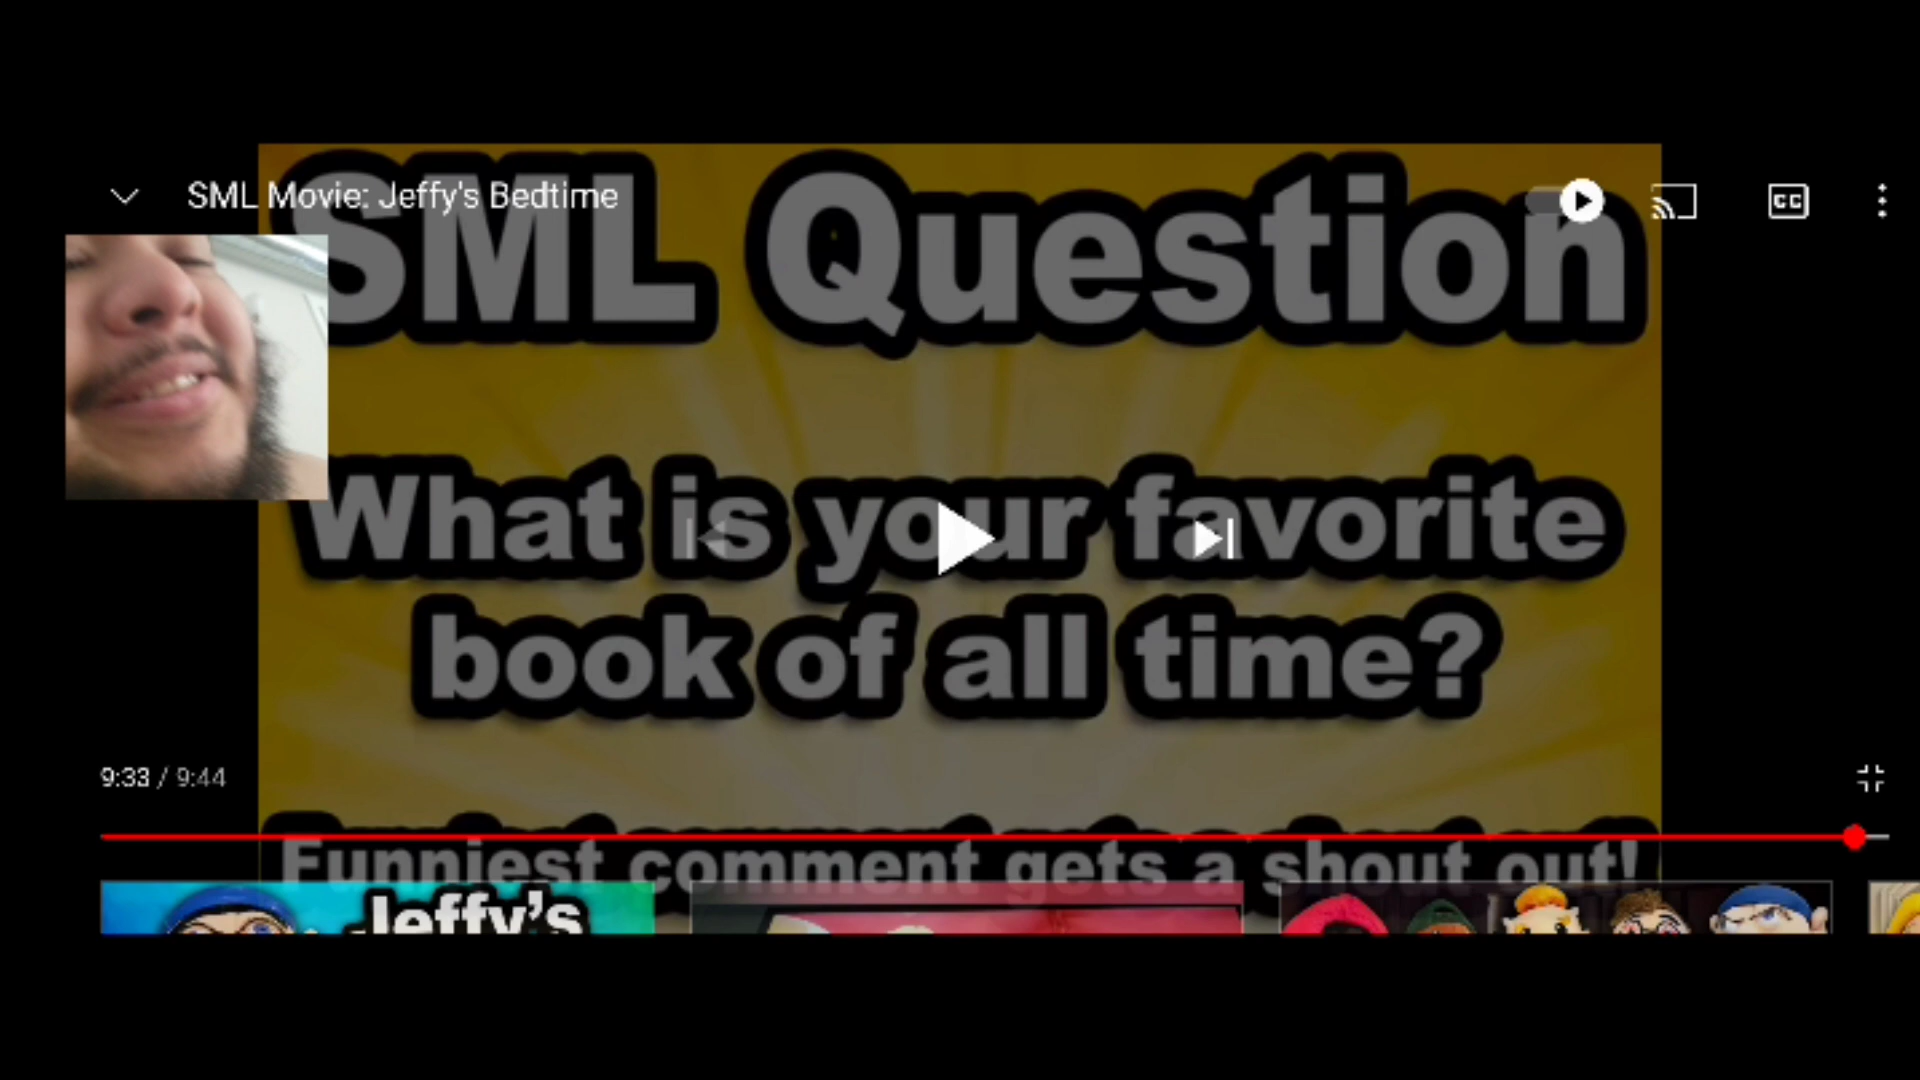 SML Movie: Jeffy's Bedtime
CC
SML Question
What is your favorite
book of all time?
9:33 / 9:44
Funniest comment gets a shout out!
Jeffy's